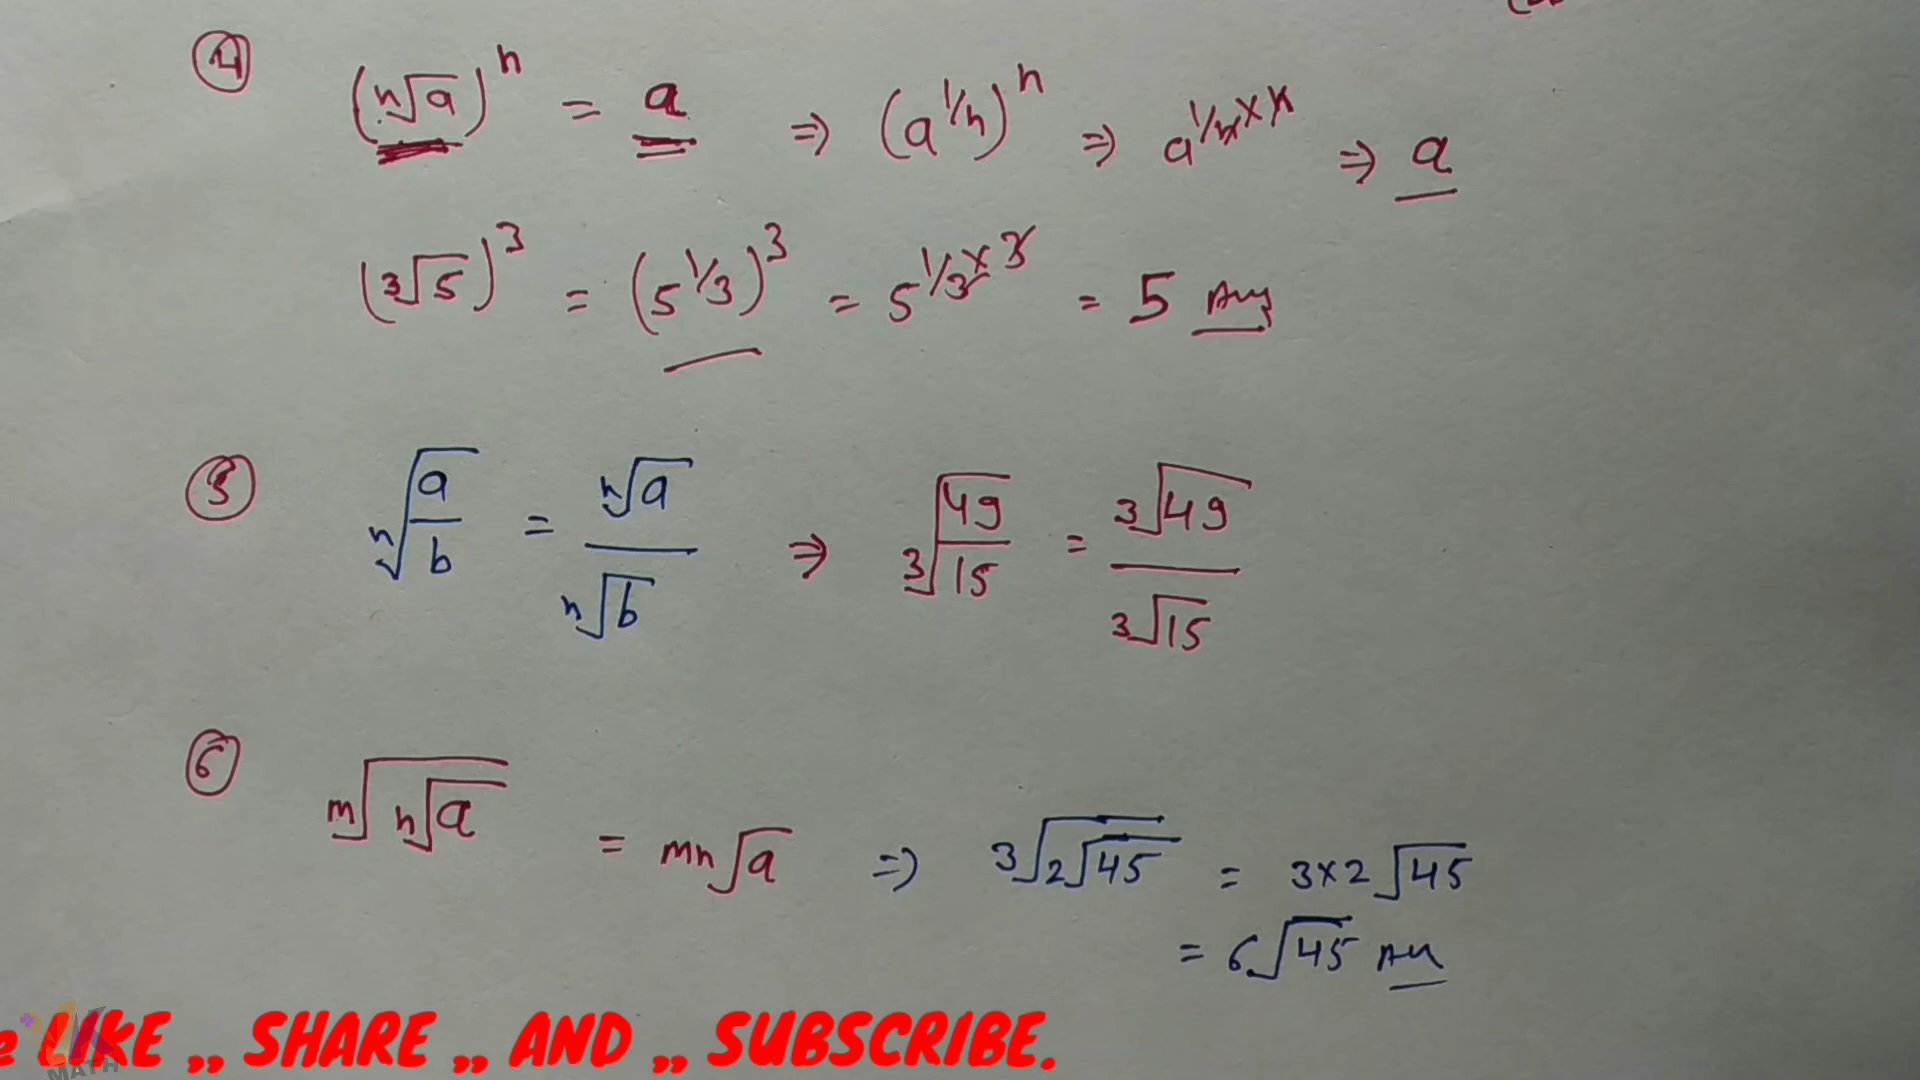 ④ (ⁿ√a)ⁿ = a ⇒ (a^1/n)ⁿ ⇒ a^1/n×n ⇒ a
(³√5)³ = (5^1/3)³ = 5^1/3×3 = 5 Ans
⑤ ⁿ√(a/b) = ⁿ√a / ⁿ√b ⇒ ³√(49/15) = ³√49 / ³√15
⑥ ᵐ√(ⁿ√a) = ᵐⁿ√a ⇒ ³√(²√45) = ³ˣ²√45
= ⁶√45 Ans
e LIKE ,, SHARE ,, AND ,, SUBSCRIBE.
MATH